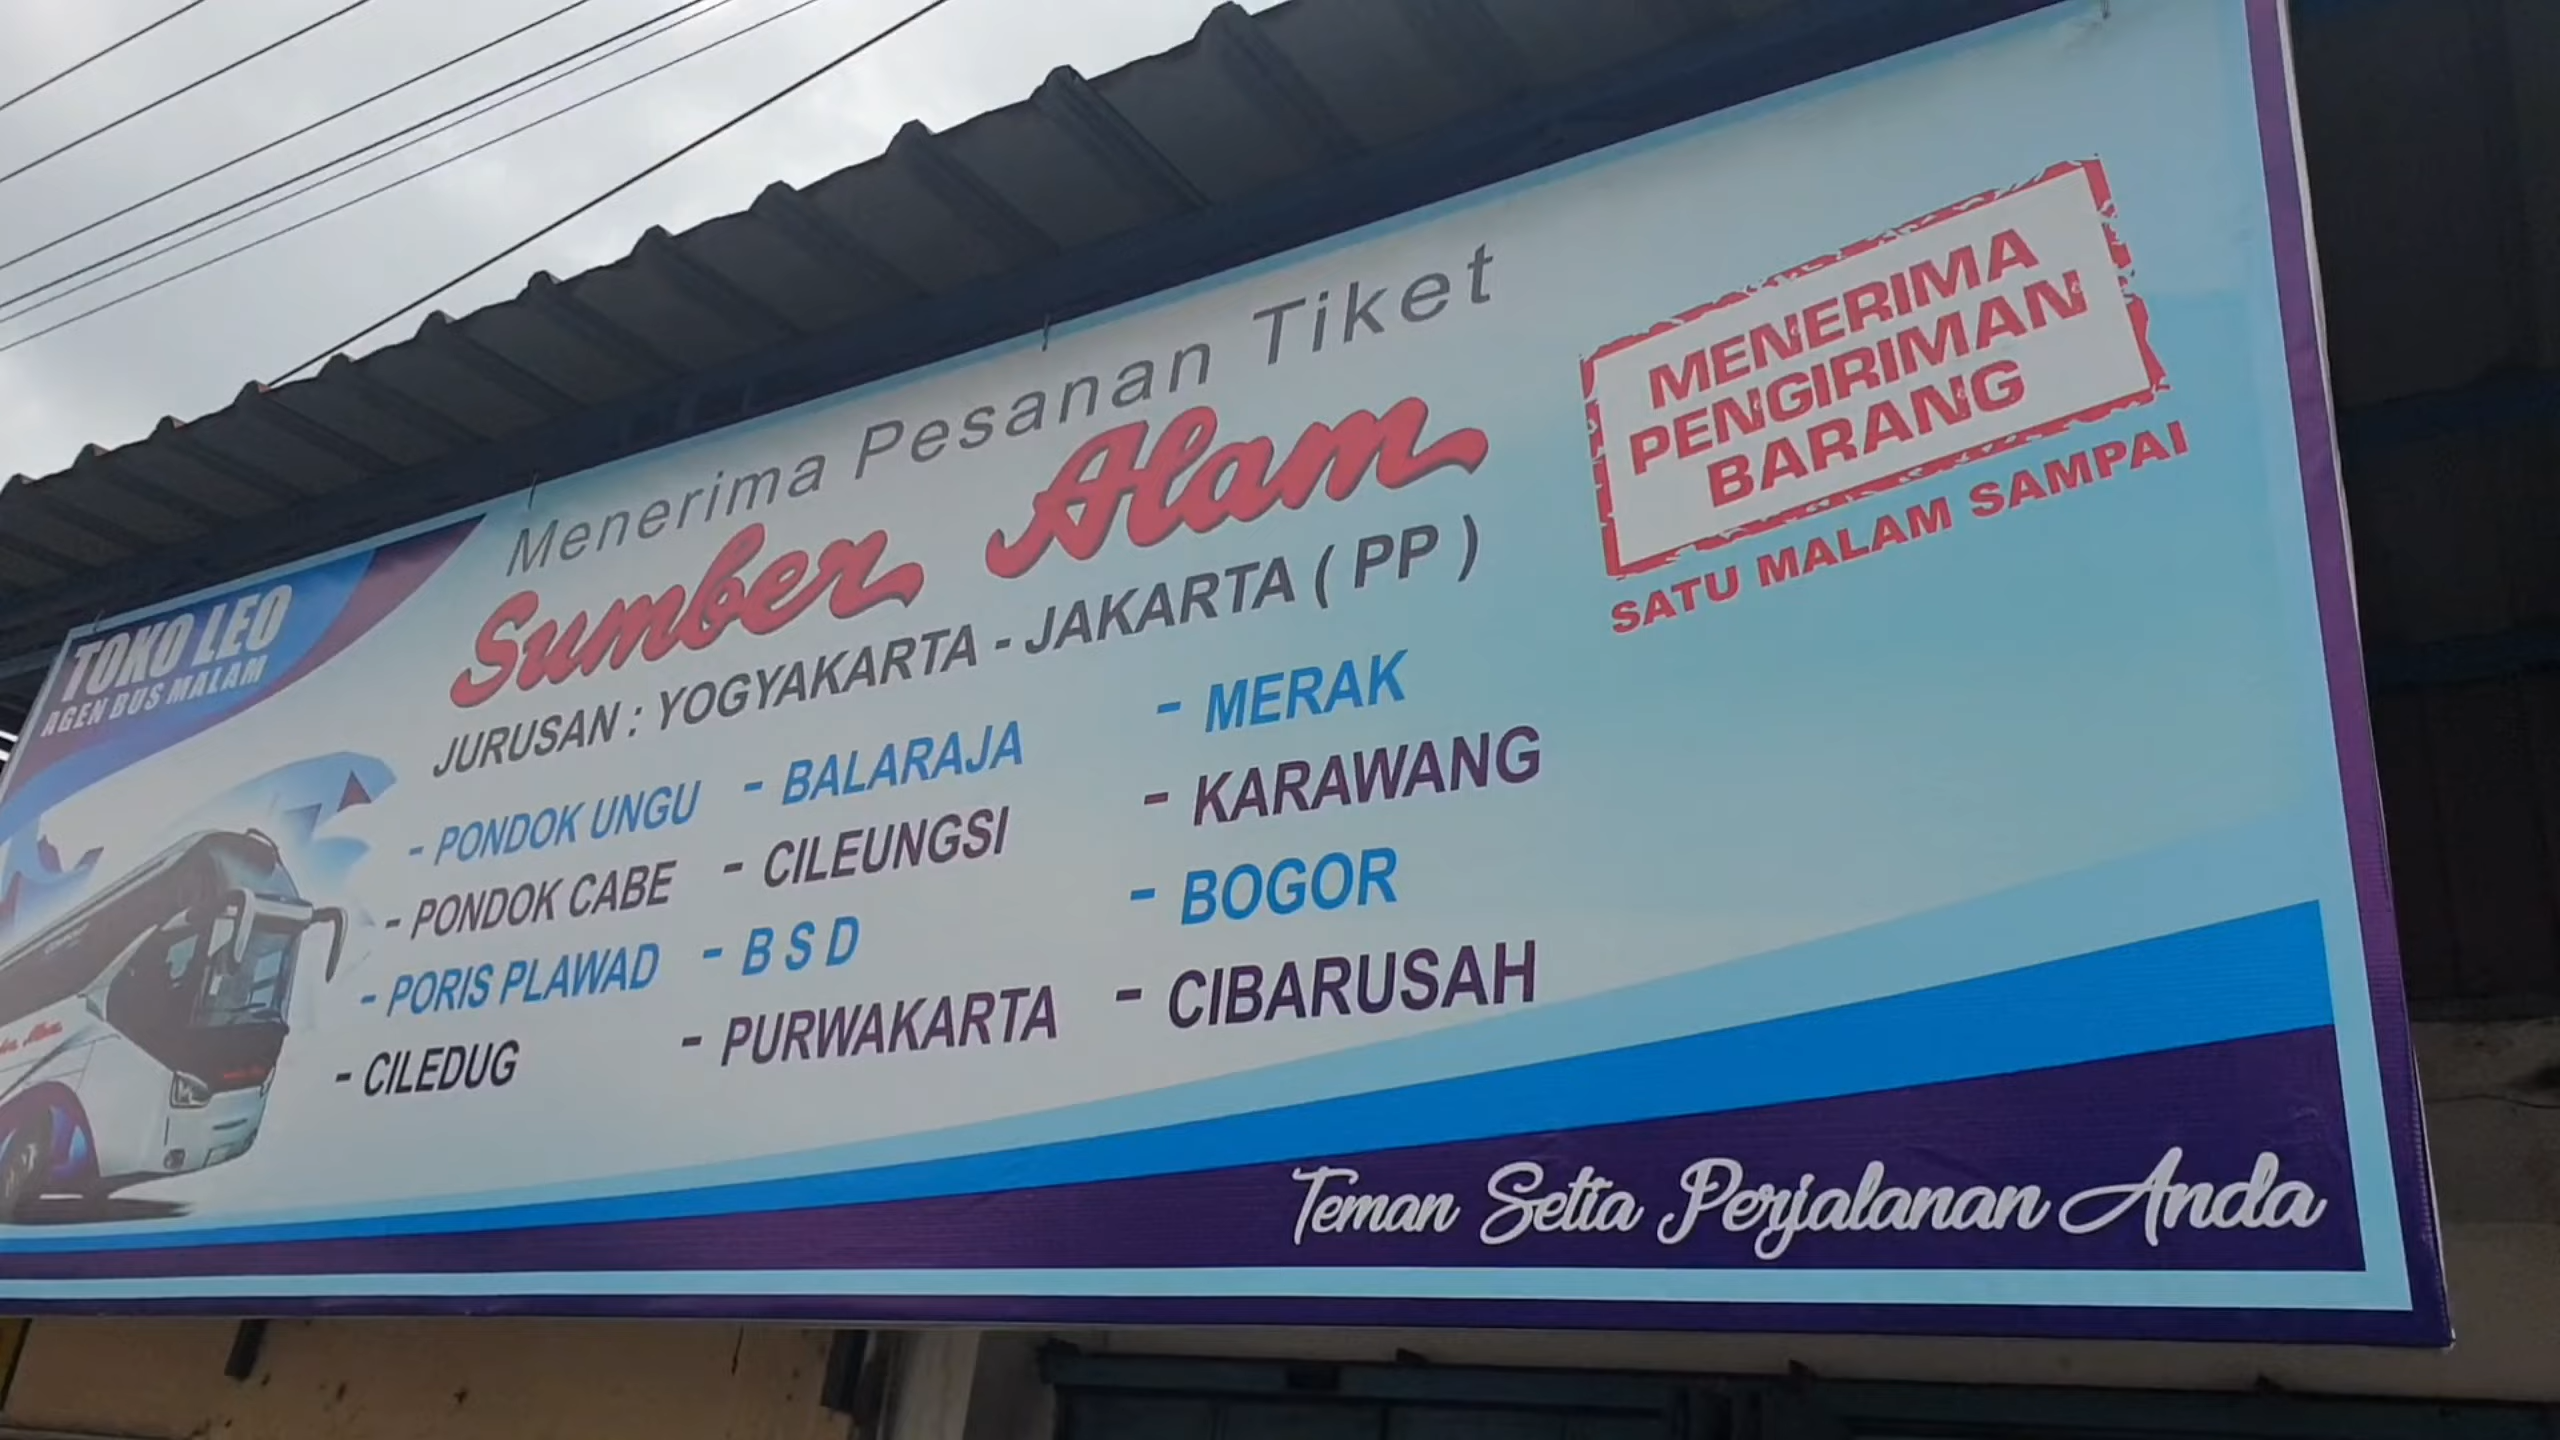 TOKO LEO
AGEN BUS MALAM
Menerima Pesanan Tiket
Sumber Alam
JURUSAN : YOGYAKARTA - JAKARTA ( PP )
- PONDOK UNGU
- PONDOK CABE
- PORIS PLAWAD
- CILEDUG
- BALARAJA
- CILEUNGSI
- B S D
- PURWAKARTA
- MERAK
- KARAWANG
- BOGOR
- CIBARUSAH
MENERIMA
PENGIRIMAN
BARANG
SATU MALAM SAMPAI
Teman Setia Perjalanan Anda